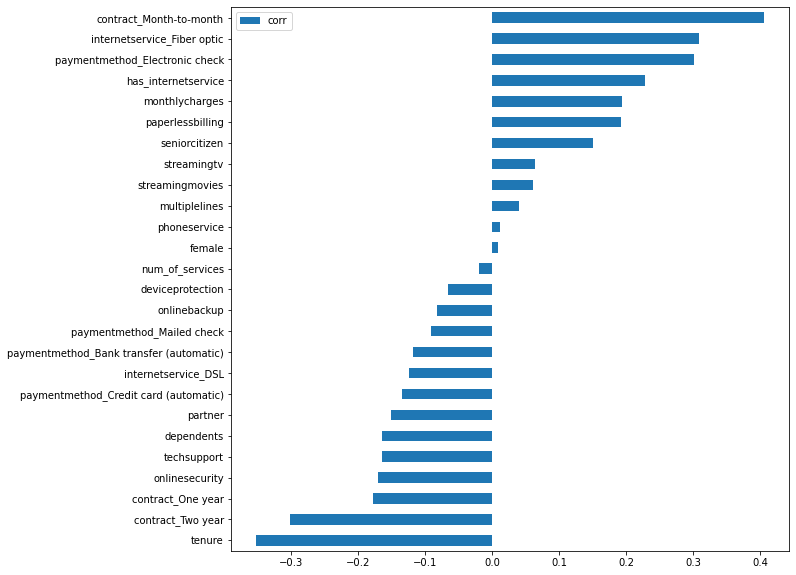 corr
contract_Month-to-month
internetservice_Fiber optic
paymentmethod_Electronic check
has_internetservice
monthlycharges
paperlessbilling
seniorcitizen
streamingtv
streamingmovies
multiplelines
phoneservice
female
num_of_services
deviceprotection
onlinebackup
paymentmethod_Mailed check
paymentmethod_Bank transfer (automatic)
internetservice_DSL
paymentmethod_Credit card (automatic)
partner
dependents
techsupport
onlinesecurity
contract_One year
contract_Two year
tenure
−0.3 −0.2 −0.1 0.0 0.1 0.2 0.3 0.4